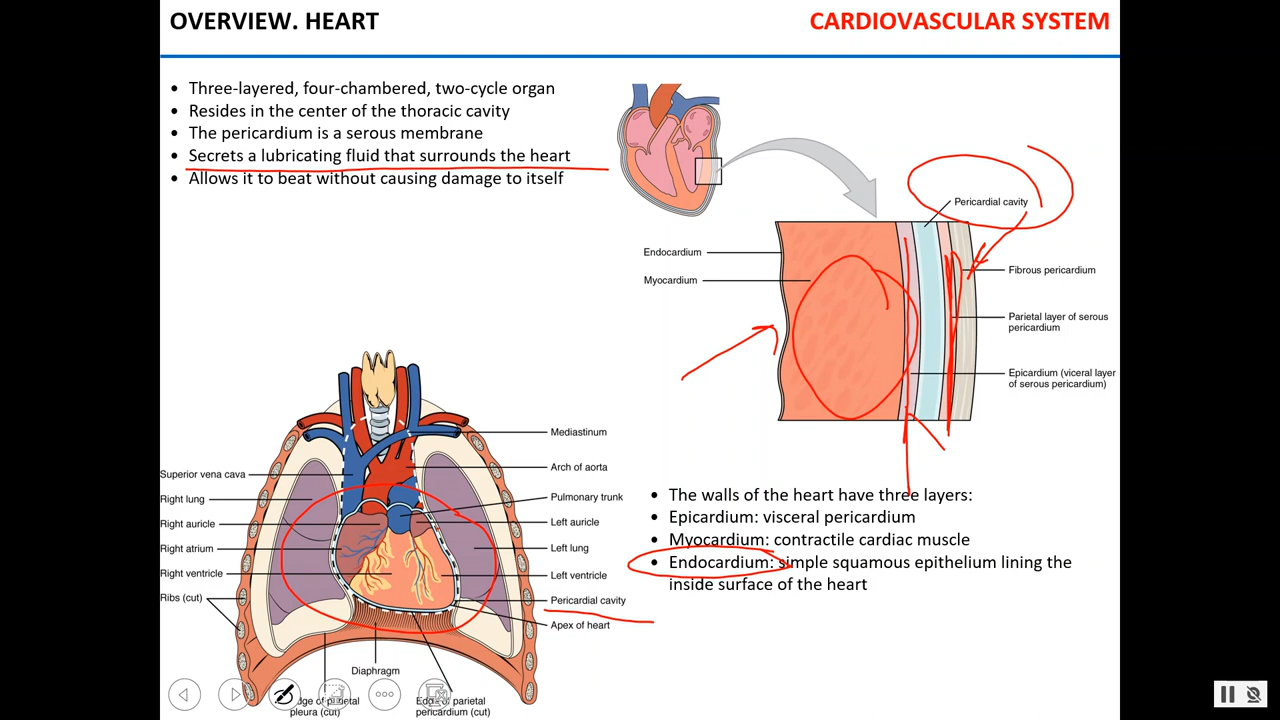 OVERVIEW. HEART
CARDIOVASCULAR SYSTEM
• Three-layered, four-chambered, two-cycle organ
• Resides in the center of the thoracic cavity
• The pericardium is a serous membrane
• Secrets a lubricating fluid that surrounds the heart
• Allows it to beat without causing damage to itself
Pericardial cavity
Endocardium
Myocardium
Fibrous pericardium
Parietal layer of serous
pericardium
Epicardium (visceral layer
of serous pericardium)
Mediastinum
Arch of aorta
Pulmonary trunk
Left auricle
Left lung
Left ventricle
Pericardial cavity
Apex of heart
Superior vena cava
Right lung
Right auricle
Right atrium
Right ventricle
Ribs (cut)
Diaphragm
dge of parietal
pleura (cut)
Edge of parietal
pericardium (cut)
• The walls of the heart have three layers:
• Epicardium: visceral pericardium
• Myocardium: contractile cardiac muscle
• Endocardium: simple squamous epithelium lining the
inside surface of the heart